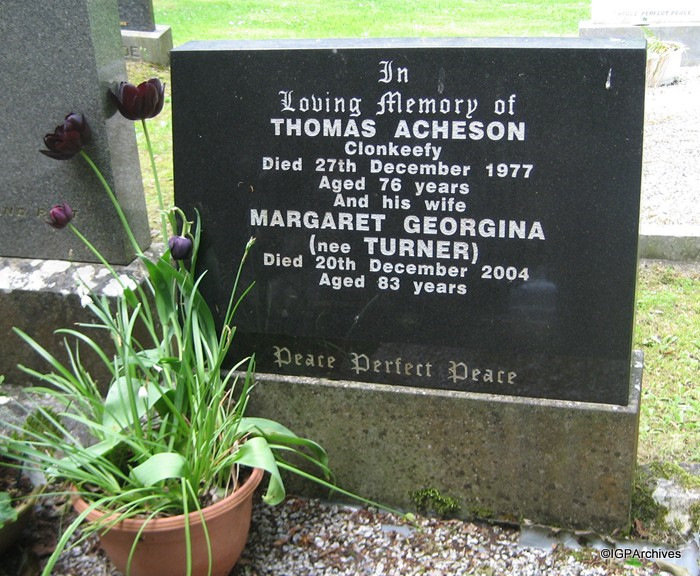 In
Loving Memory of
THOMAS ACHESON
Clonkeefy
Died 27th December 1977
Aged 76 years
And his wife
MARGARET GEORGINA
(nee TURNER)
Died 20th December 2004
Aged 83 years
Peace Perfect Peace
©IGPArchives